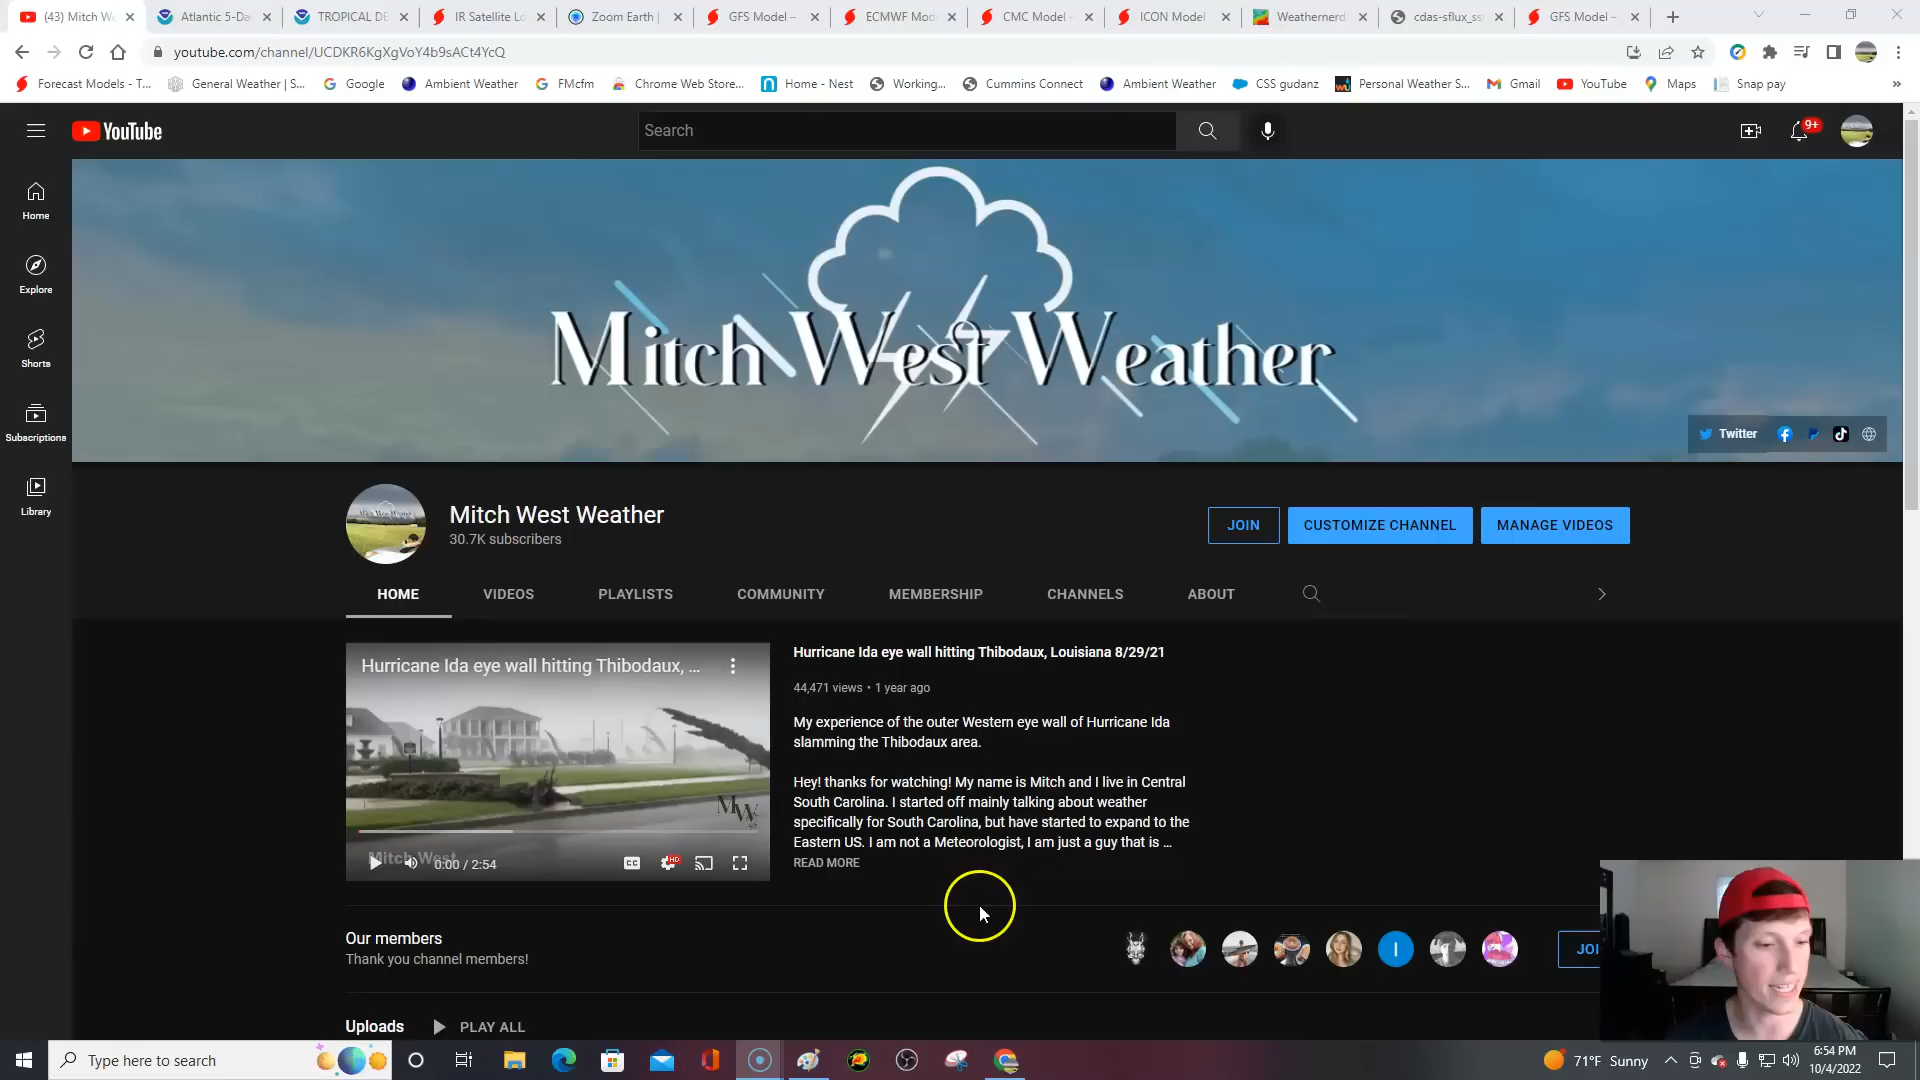 (43) Mitch We
Atlantic 5-Da
TROPICAL DE
IR Satellite Lo
Zoom Earth |
GFS Model –
ECMWF Mod
CMC Model –
ICON Model –
Weathernerd
cdas-sflux_ss
GFS Model –
youtube.com/channel/UCDKR6KgXgVoY4b9sACt4YcQ
Forecast Models - T...
General Weather | S...
Google
Ambient Weather
FMcfm
Chrome Web Store...
Home - Nest
Working...
Cummins Connect
Ambient Weather
CSS gudanz
Personal Weather S...
Gmail
YouTube
Maps
Snap pay
YouTube
Search
9+
Home
Explore
Shorts
Subscriptions
Library
Mitch West Weather
Twitter
Mitch West Weather
30.7K subscribers
JOIN
CUSTOMIZE CHANNEL
MANAGE VIDEOS
HOME
VIDEOS
PLAYLISTS
COMMUNITY
MEMBERSHIP
CHANNELS
ABOUT
Hurricane Ida eye wall hitting Thibodaux, ...
MW
Mitch West
0:00 / 2:54
CC
HD
Hurricane Ida eye wall hitting Thibodaux, Louisiana 8/29/21
44,471 views • 1 year ago
My experience of the outer Western eye wall of Hurricane Ida
slamming the Thibodaux area.
Hey! thanks for watching! My name is Mitch and I live in Central
South Carolina. I started off mainly talking about weather
specifically for South Carolina, but have started to expand to the
Eastern US. I am not a Meteorologist, I am just a guy that is ...
READ MORE
Our members
Thank you channel members!
I
JOI
Uploads
PLAY ALL
Type here to search
71°F Sunny
6:54 PM
10/4/2022